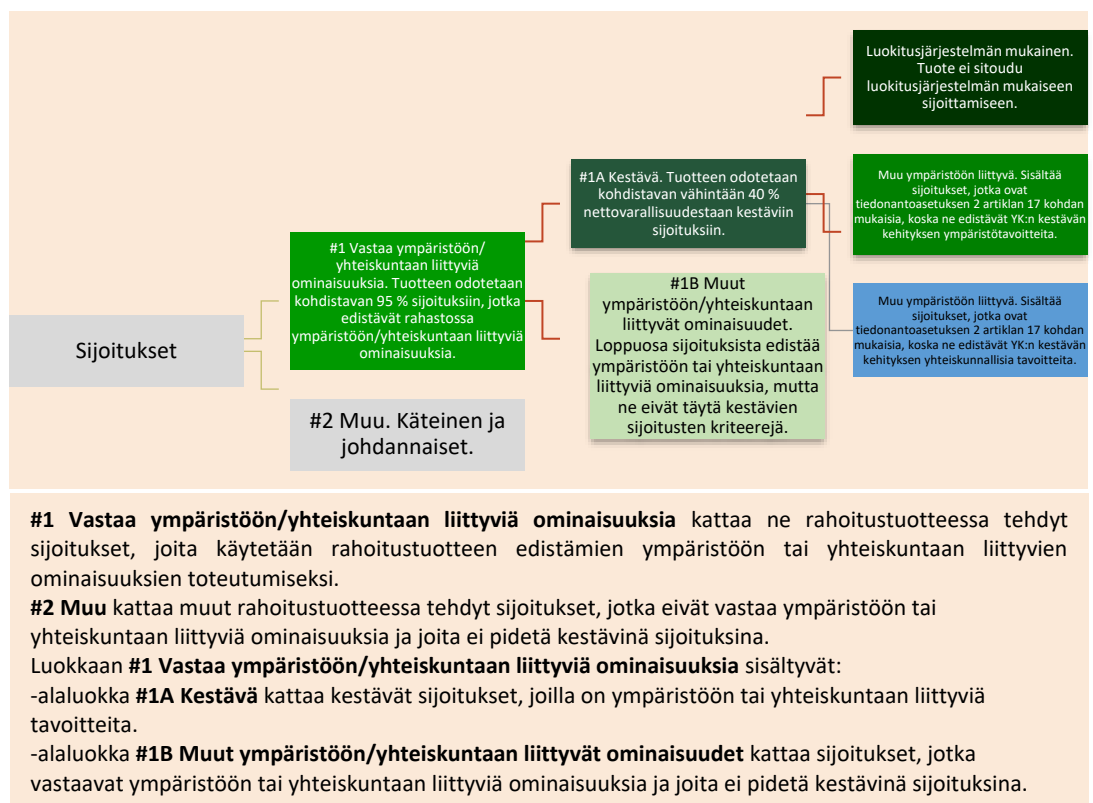 Luokitusjärjestelmän mukainen.
Tuote ei sitoudu
luokitusjärjestelmän mukaiseen
sijoittamiseen.
#1A Kestävä. Tuotteen odotetaan
kohdistavan vähintään 40 %
nettovarallisuudestaan kestäviin
sijoituksiin.
Muu ympäristöön liittyvä. Sisältää
sijoitukset, jotka ovat
tiedonantoasetuksen 2 artiklan 17 kohdan
mukaisia, koska ne edistävät YK:n kestävän
kehityksen ympäristötavoitteita.
#1 Vastaa ympäristöön/
yhteiskuntaan liittyviä
ominaisuuksia. Tuotteen odotetaan
kohdistavan 95 % sijoituksiin, jotka
edistävät rahastossa
ympäristöön/yhteiskuntaan liittyviä
ominaisuuksia.
#1B Muut
ympäristöön/yhteiskuntaan
liittyvät ominaisuudet.
Loppuosa sijoituksista edistää
ympäristöön tai yhteiskuntaan
liittyviä ominaisuuksia, mutta
ne eivät täytä kestävien
sijoitusten kriteerejä.
Muu ympäristöön liittyvä. Sisältää
sijoitukset, jotka ovat
tiedonantoasetuksen 2 artiklan 17 kohdan
mukaisia, koska ne edistävät YK:n kestävän
kehityksen yhteiskunnallisia tavoitteita.
Sijoitukset
#2 Muu. Käteinen ja
johdannaiset.
#1 Vastaa ympäristöön/yhteiskuntaan liittyviä ominaisuuksia kattaa ne rahoitustuotteessa tehdyt
sijoitukset, joita käytetään rahoitustuotteen edistämien ympäristöön tai yhteiskuntaan liittyvien
ominaisuuksien toteutumiseksi.
#2 Muu kattaa muut rahoitustuotteessa tehdyt sijoitukset, jotka eivät vastaa ympäristöön tai
yhteiskuntaan liittyviä ominaisuuksia ja joita ei pidetä kestävinä sijoituksina.
Luokkaan #1 Vastaa ympäristöön/yhteiskuntaan liittyviä ominaisuuksia sisältyvät:
-alaluokka #1A Kestävä kattaa kestävät sijoitukset, joilla on ympäristöön tai yhteiskuntaan liittyviä
tavoitteita.
-alaluokka #1B Muut ympäristöön/yhteiskuntaan liittyvät ominaisuudet kattaa sijoitukset, jotka
vastaavat ympäristöön tai yhteiskuntaan liittyviä ominaisuuksia ja joita ei pidetä kestävinä sijoituksina.